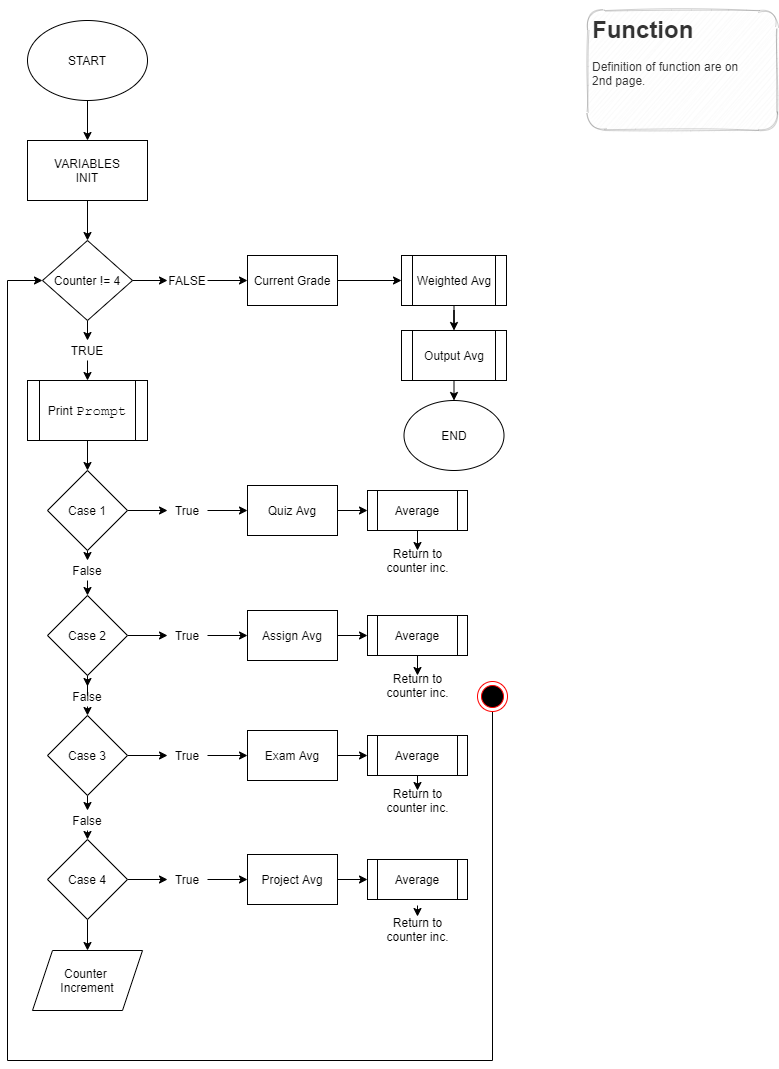 Function
Definition of function are on
2nd page.
START
VARIABLES
INIT
Counter != 4
FALSE
Current Grade
Weighted Avg
TRUE
Output Avg
Print Prompt
END
Case 1
True
Quiz Avg
Average
Return to
counter inc.
False
Case 2
True
Assign Avg
Average
Return to
counter inc.
False
Case 3
True
Exam Avg
Average
Return to
counter inc.
False
Case 4
True
Project Avg
Average
Return to
counter inc.
Counter
Increment